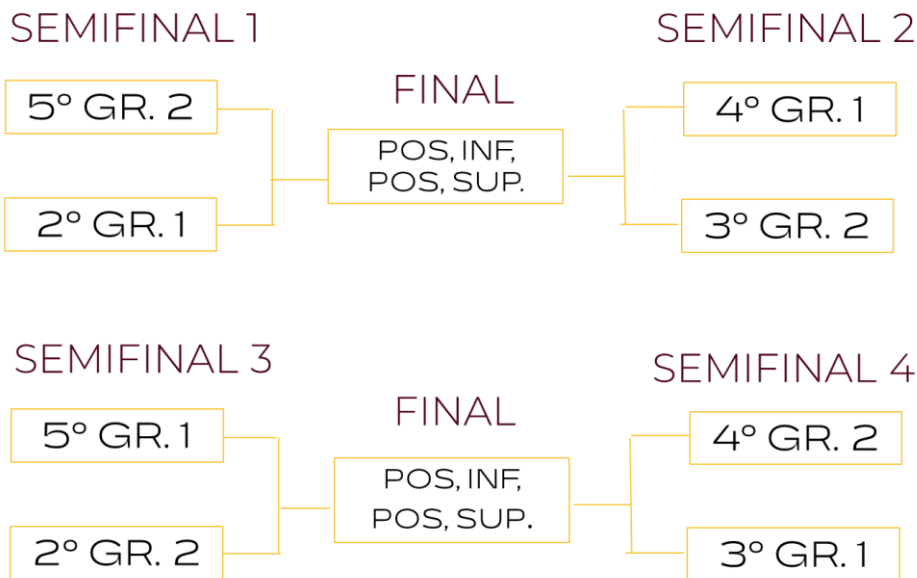 SEMIFINAL 1
SEMIFINAL 2
5º GR. 2
FINAL
4º GR. 1
POS, INF,
POS, SUP.
2º GR. 1
3º GR. 2
SEMIFINAL 3
SEMIFINAL 4
5º GR. 1
FINAL
4º GR. 2
POS, INF,
POS, SUP.
2º GR. 2
3º GR. 1